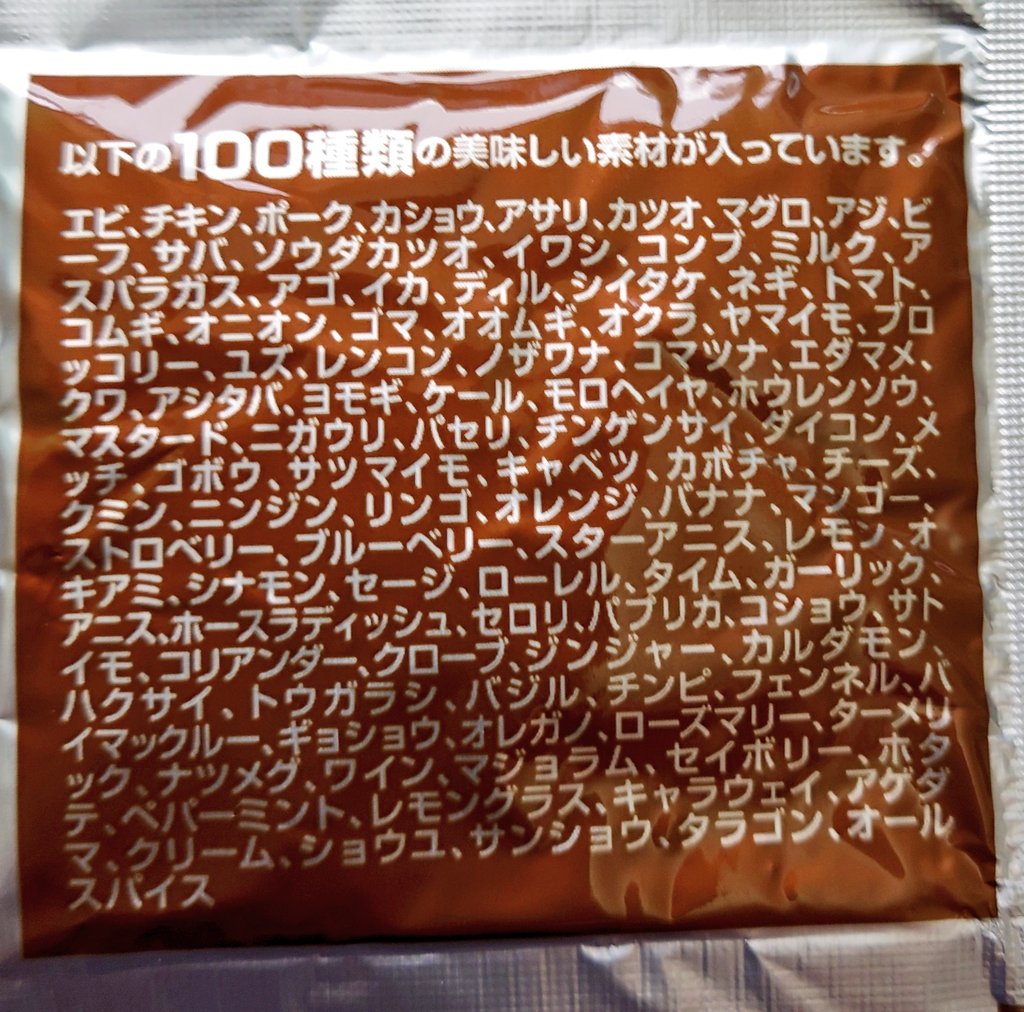 以下の100種類の美味しい素材が入っています。
エビ、チキン、ポーク、カショウ、アサリ、カツオ、マグロ、アジ、ビ
ーフ、サバ、ソウダカツオ、イワシ、コンブ、ミルク、ア
スパラガス、アゴ、イカ、ディル、シイタケ、ネギ、トマト、
コムギ、オニオン、ゴマ、オオムギ、オクラ、ヤマイモ、ブロ
ッコリー、ユズ、レンコン、ノザワナ、コマツナ、エダマメ、
クワ、アシタバ、ヨモギ、ケール、モロヘイヤ、ホウレンソウ、
マスタード、ニガウリ、パセリ、チンゲンサイ、ダイコン、メ
ッチ、ゴボウ、サツマイモ、キャベツ、カボチャ、チーズ、
クミン、ニンジン、リンゴ、オレンジ、バナナ、マンゴー、
ストロベリー、ブルーベリー、スターアニス、レモン、オ
キアミ、シナモン、セージ、ローレル、タイム、ガーリック、
アニス、ホースラディッシュ、セロリ、パプリカ、コショウ、サト
イモ、コリアンダー、クローブ、ジンジャー、カルダモン、
ハクサイ、トウガラシ、バジル、チンピ、フェンネル、バ
イマックルー、ギョショウ、オレガノ、ローズマリー、ターメリ
ック、ナツメグ、ワイン、マジョラム、セイボリー、ホタ
テ、ペパーミント、レモングラス、キャラウェイ、アゲダ
マ、クリーム、ショウユ、サンショウ、タラゴン、オール
スパイス